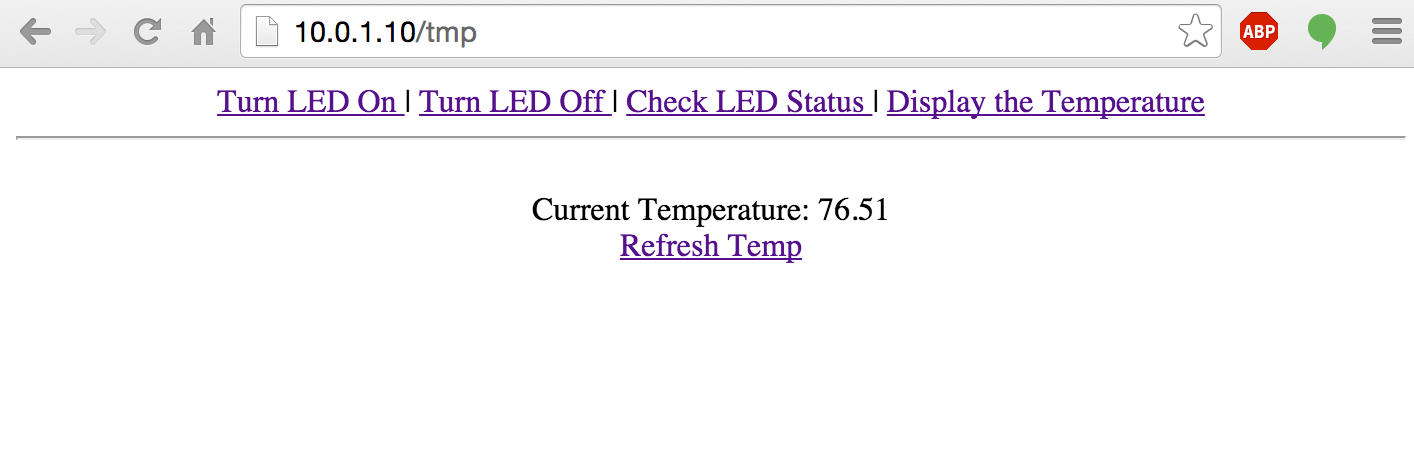 10.0.1.10/tmp
ABP
Turn LED On | Turn LED Off | Check LED Status | Display the Temperature
Current Temperature: 76.51
Refresh Temp